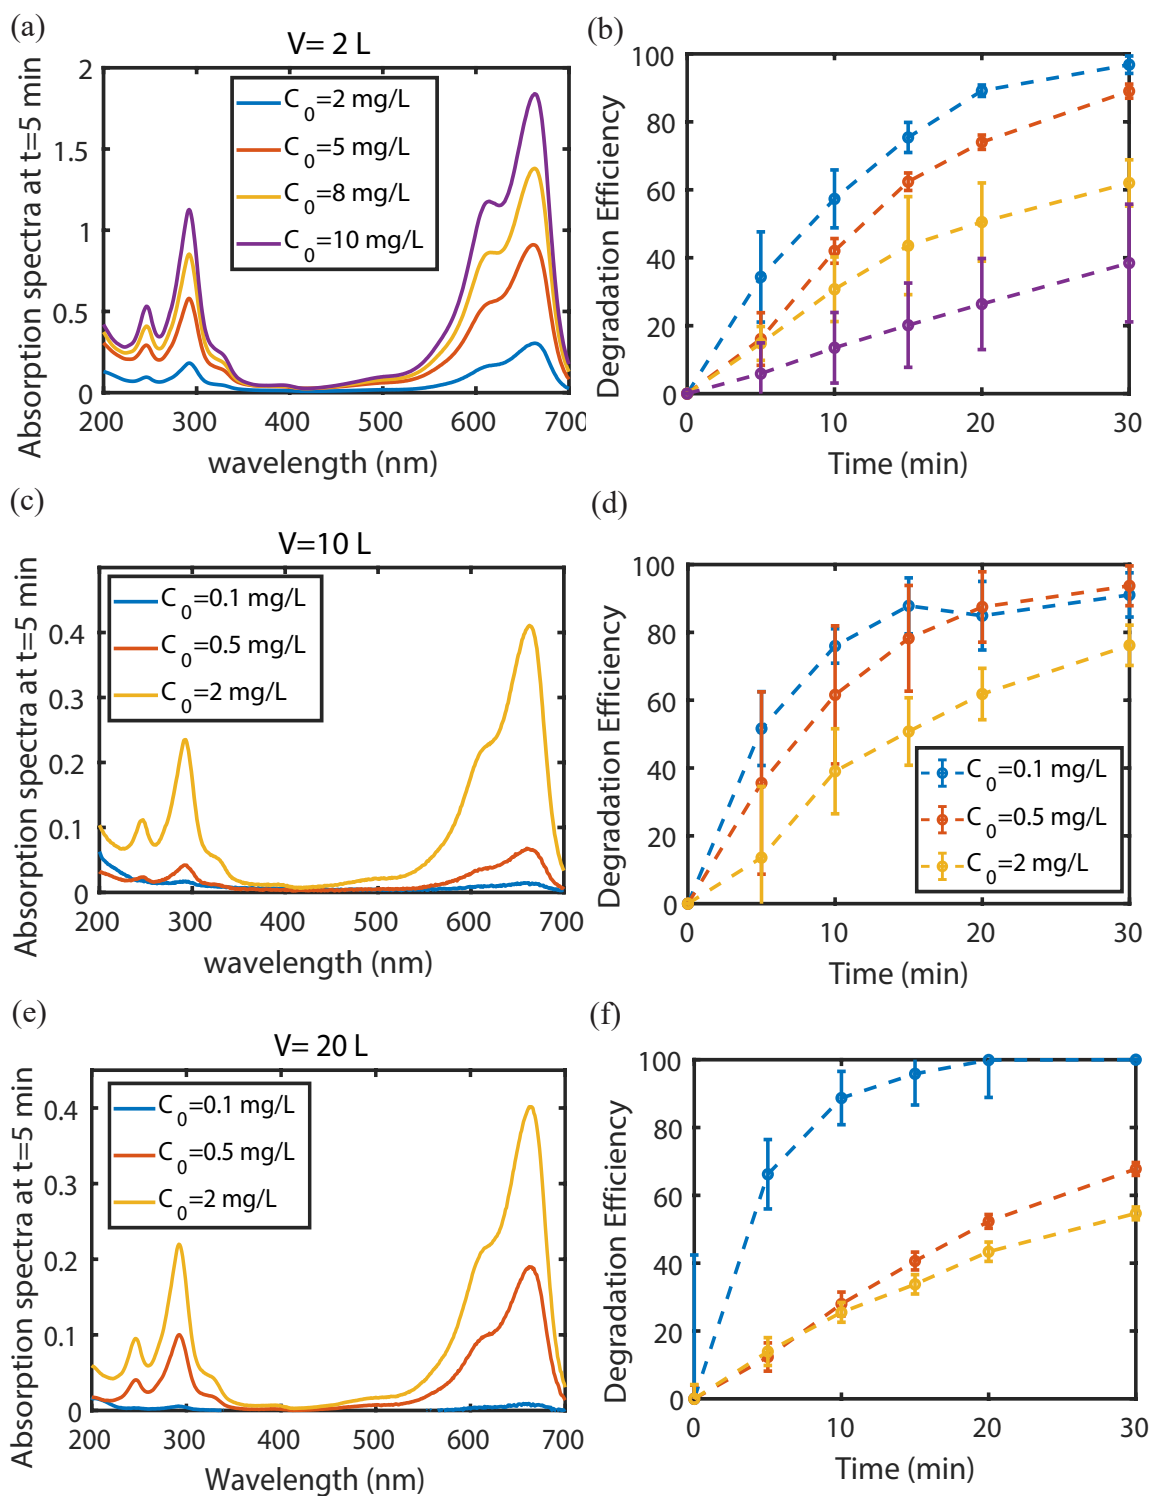 (a)
V= 2 L
Absorption spectra at t=5 min
2
1.5
1
0.5
0
C0=2 mg/L
C0=5 mg/L
C0=8 mg/L
C0=10 mg/L
200 300 400 500 600 700
wavelength (nm)
(b)
Degradation Efficiency
100
80
60
40
20
0
0 10 20 30
Time (min)
(c)
V=10 L
Absorption spectra at t=5 min
0.4
0.3
0.2
0.1
0
C0=0.1 mg/L
C0=0.5 mg/L
C0=2 mg/L
200 300 400 500 600 700
wavelength (nm)
(d)
Degradation Efficiency
100
80
60
40
20
0
C0=0.1 mg/L
C0=0.5 mg/L
C0=2 mg/L
0 10 20 30
Time (min)
(e)
V= 20 L
Absorption spectra at t=5 min
0.4
0.3
0.2
0.1
0
C0=0.1 mg/L
C0=0.5 mg/L
C0=2 mg/L
200 300 400 500 600 700
Wavelength (nm)
(f)
Degradation Efficiency
100
80
60
40
20
0
0 10 20 30
Time (min)